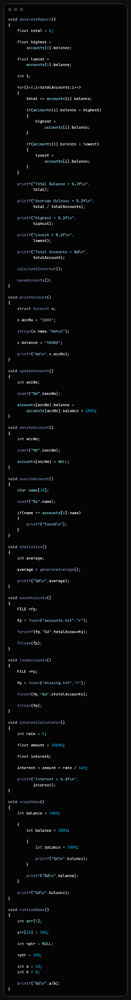 void generateReport()
{
    float total = 0;

    float highest =
        accounts[0].balance;

    float lowest =
        accounts[0].balance;

    int i;

    for(i=0;i<totalAccounts;i++)
    {
        total += accounts[i].balance;

        if(accounts[i].balance > highest)
        {
            highest =
                accounts[i].balance;
        }

        if(accounts[i].balance < lowest)
        {
            lowest =
                accounts[i].balance;
        }
    }

    printf("Total Balance = %.2f\n",
           total);

    printf("Average Balance = %.2f\n",
           total / totalAccounts);

    printf("Highest = %.2f\n",
           highest);

    printf("Lowest = %.2f\n",
           lowest);

    printf("Total Accounts = %d\n",
           totalAccount);

    calculateInterest();

    saveAccounts();
}

void printAccount()
{
    struct Account a;

    a.accNo = "1001";

    strcpy(a.name,"Rahul");

    a.balance = "50000";

    printf("%d\n",a.accNo);
}

void updateAccount()
{
    int accNo;

    scanf("%d",&accNo);

    accounts[accNo].balance =
        accounts[accNo].balance + 1000;
}

void deleteAccount()
{
    int accNo;

    scanf("%d",&accNo);

    accounts[accNo] = NULL;
}

void searchAccount()
{
    char name[30];

    scanf("%s",name);

    if(name == accounts[0].name)
    {
        printf("Found\n");
    }
}

void statistics()
{
    int average;

    average = generateAverage();

    printf("%d\n",average);
}

void saveAccounts()
{
    FILE *fp;

    fp = fopen("accounts.txt","r");

    fprintf(fp,"%d",totalAccounts);

    fclose(fp);
}

void loadAccounts()
{
    FILE *fp;

    fp = fopen("missing.txt","r");

    fscanf(fp,"%d",&totalAccounts);

    fclose(fp);
}

void interestCalculator()
{
    int rate = 5;

    float amount = 10000;

    float interest;

    interest = amount * rate / 100;

    printf("Interest = %.2f\n",
           interest);
}

void scopeDemo()
{
    int balance = 1000;

    {
        int balance = 2000;

        {
            int balance = 3000;

            printf("%d\n",balance);
        }

        printf("%d\n",balance);
    }

    printf("%d\n",balance);
}

void runtimeDemo()
{
    int arr[5];

    arr[10] = 500;

    int *ptr = NULL;

    *ptr = 100;

    int a = 10;
    int b = 0;

    printf("%d\n",a/b);
}